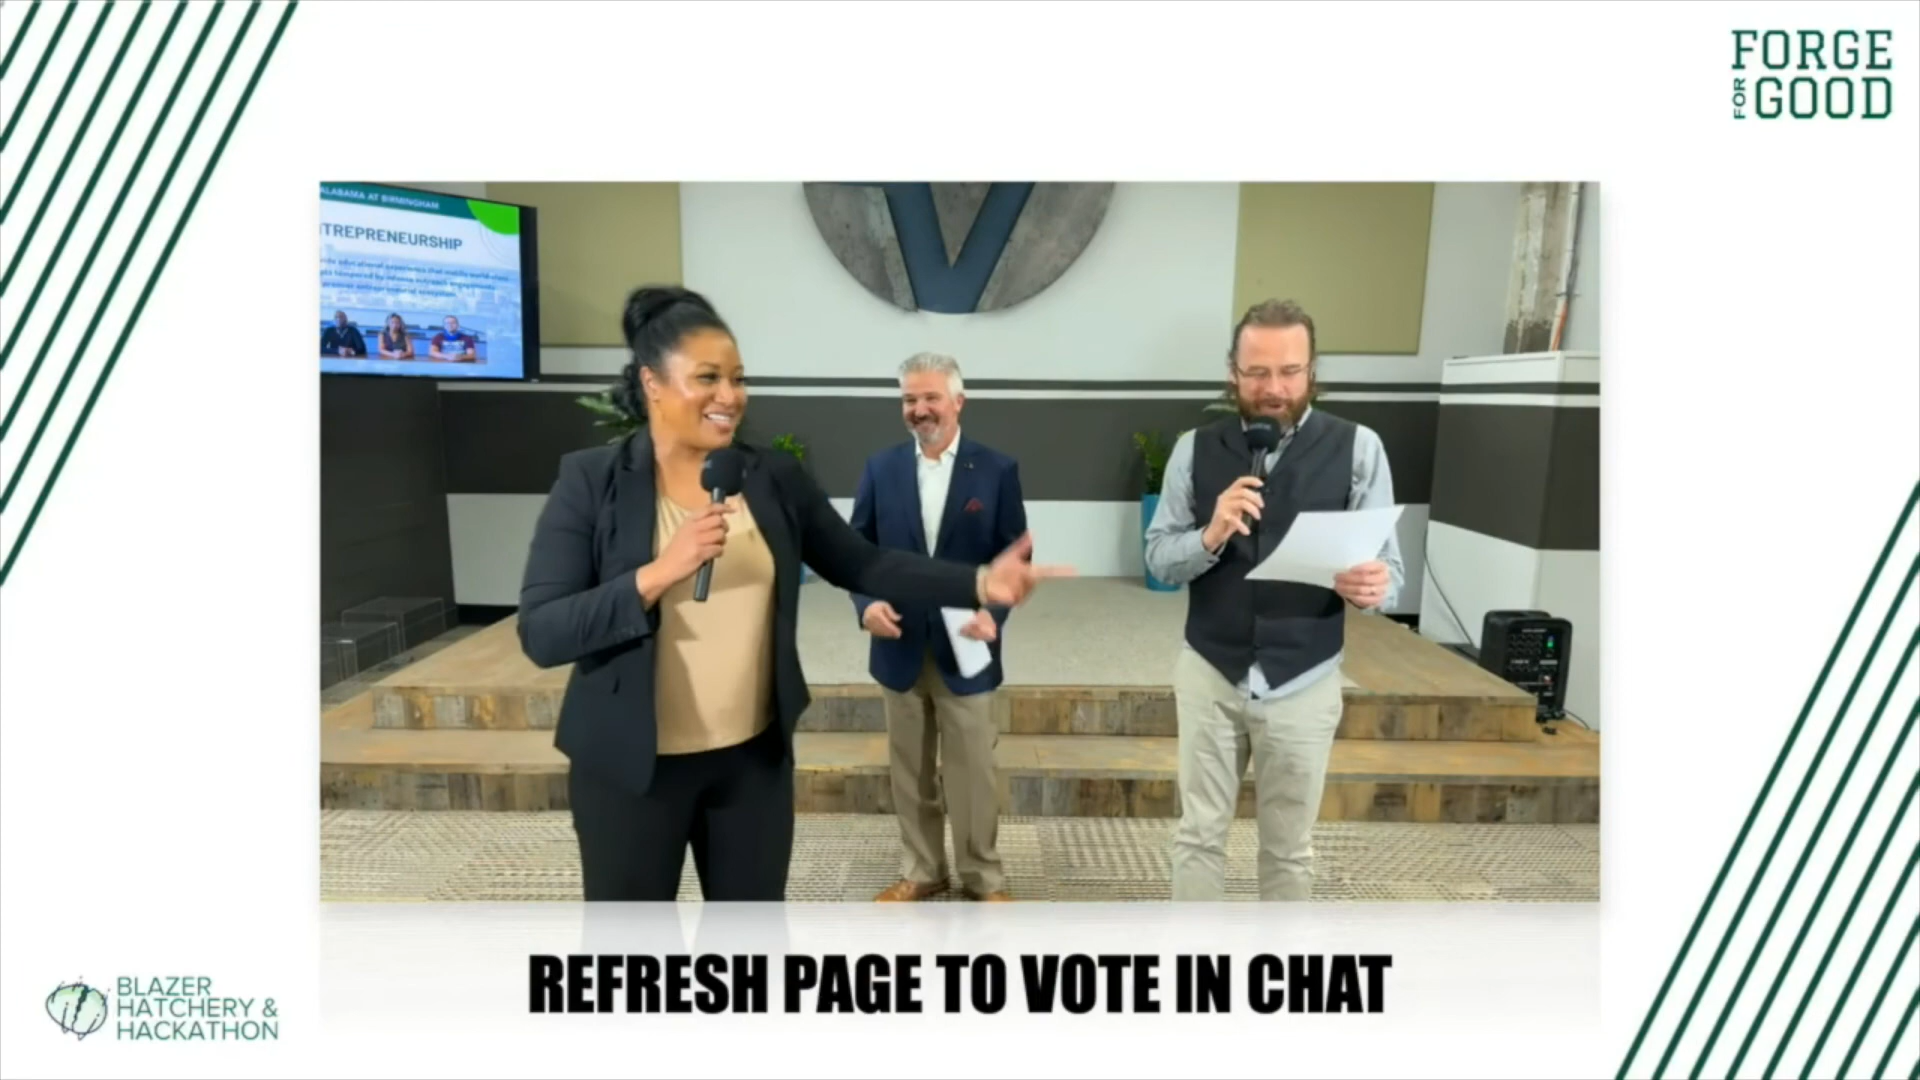 FORGE
FOR GOOD
ALABAMA AT BIRMINGHAM
TREPRENEURSHIP
REFRESH PAGE TO VOTE IN CHAT
BLAZER
HATCHERY &
HACKATHON